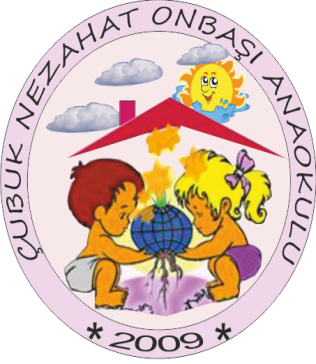 ÇUBUK NEZAHAT ONBAŞI ANAOKULU
* 2009 *